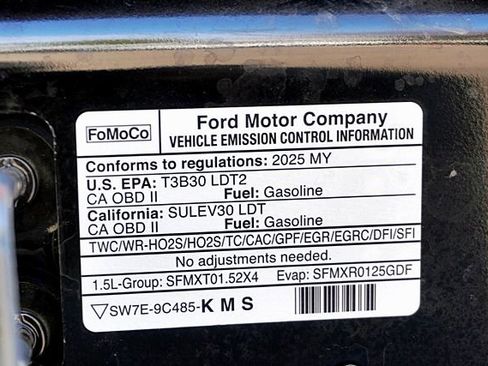 FoMoCo
Ford Motor Company
VEHICLE EMISSION CONTROL INFORMATION
Conforms to regulations: 2025 MY
U.S. EPA: T3B30 LDT2
CA OBD II Fuel: Gasoline
California: SULEV30 LDT
CA OBD II Fuel: Gasoline
TWC/WR-HO2S/HO2S/TC/CAC/GPF/EGR/EGRC/DFI/SFI
No adjustments needed.
1.5L-Group: SFMXT01.52X4 Evap: SFMXR0125GDF
▽SW7E-9C485-K M S